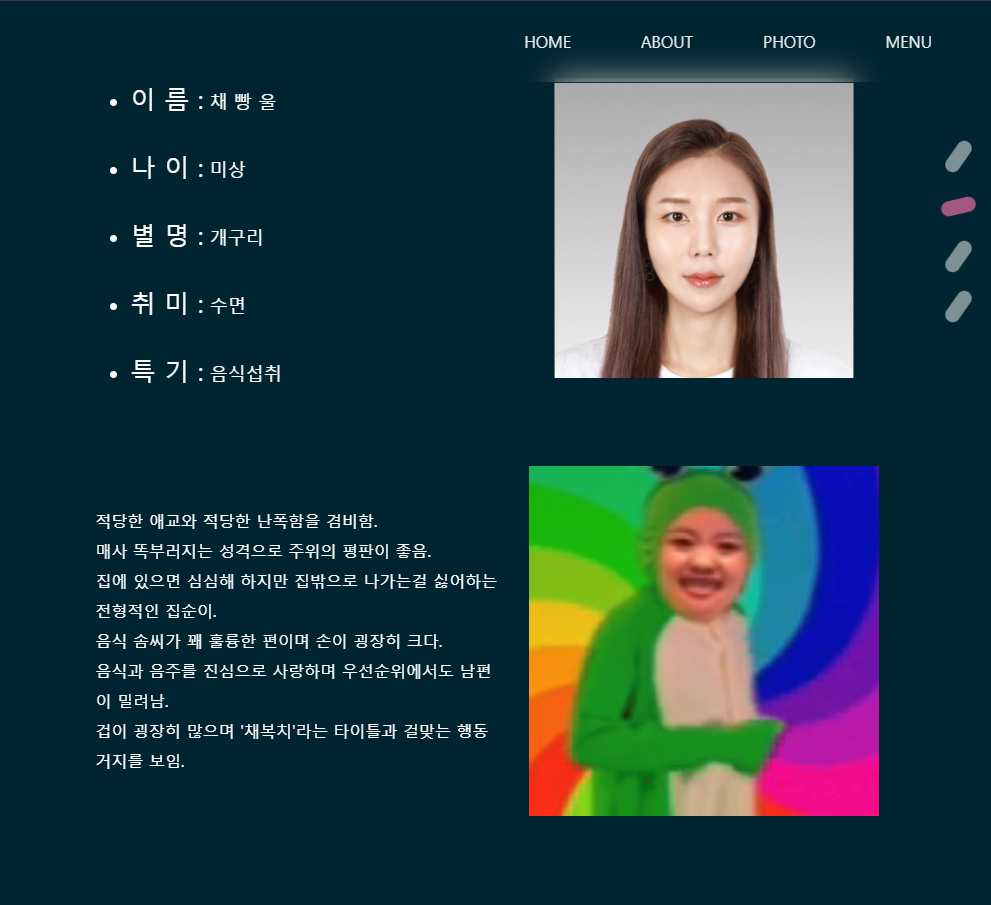 HOME ABOUT PHOTO MENU
이 름 : 채 빵 울
나 이 : 미상
별 명 : 개구리
취 미 : 수면
특 기 : 음식섭취
적당한 애교와 적당한 난폭함을 겸비함.
매사 똑부러지는 성격으로 주위의 평판이 좋음.
집에 있으면 심심해 하지만 집밖으로 나가는걸 싫어하는
전형적인 집순이.
음식 솜씨가 꽤 훌륭한 편이며 손이 굉장히 크다.
음식과 음주를 진심으로 사랑하며 우선순위에서도 남편
이 밀려남.
겁이 굉장히 많으며 '채복치'라는 타이틀과 걸맞는 행동
거지를 보임.